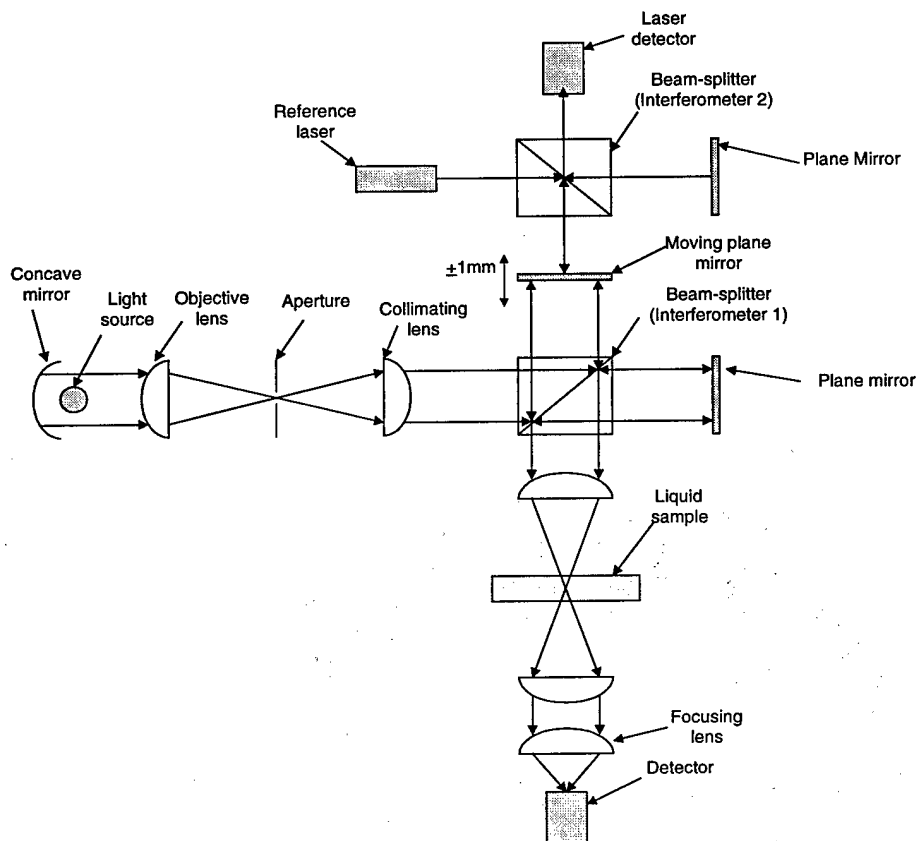 Laser
detector
Beam-splitter
(Interferometer 2)
Reference
laser
Plane Mirror
Moving plane
mirror
±1mm
Concave
mirror
Light
source
Objective
lens
Aperture
Collimating
lens
Beam-splitter
(Interferometer 1)
Plane mirror
Liquid
sample
Focusing
lens
Detector